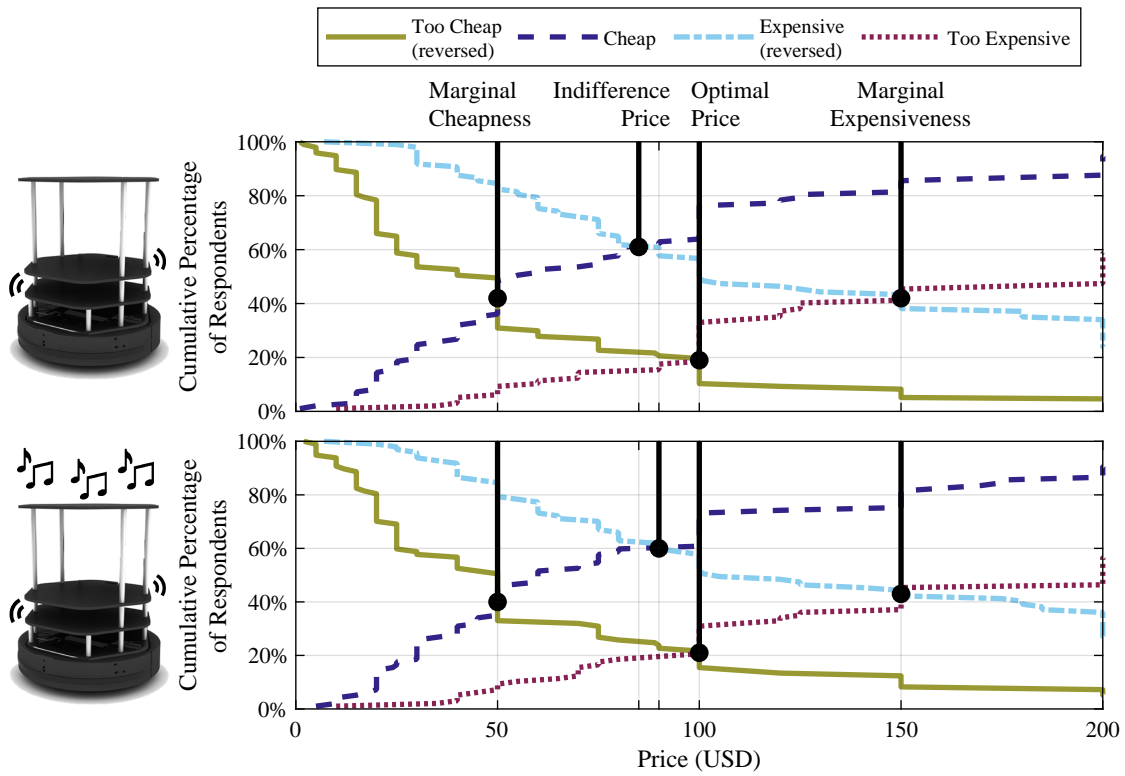 Too Cheap
(reversed)
Cheap
Expensive
(reversed)
Too Expensive
Marginal
Cheapness
Indifference
Price
Optimal
Price
Marginal
Expensiveness
Cumulative Percentage
of Respondents
100%
80%
60%
40%
20%
0%
Cumulative Percentage
of Respondents
100%
80%
60%
40%
20%
0%
0 50 100 150 200
Price (USD)